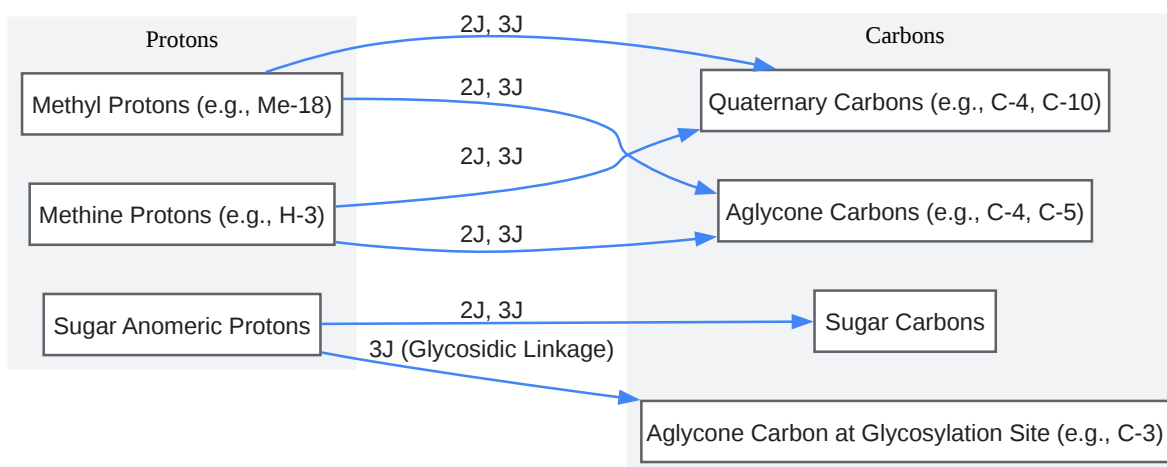 Protons
Carbons
2J, 3J
Methyl Protons (e.g., Me-18)
2J, 3J
Quaternary Carbons (e.g., C-4, C-10)
2J, 3J
Methine Protons (e.g., H-3)
Aglycone Carbons (e.g., C-4, C-5)
2J, 3J
2J, 3J
Sugar Anomeric Protons
Sugar Carbons
3J (Glycosidic Linkage)
Aglycone Carbon at Glycosylation Site (e.g., C-3)